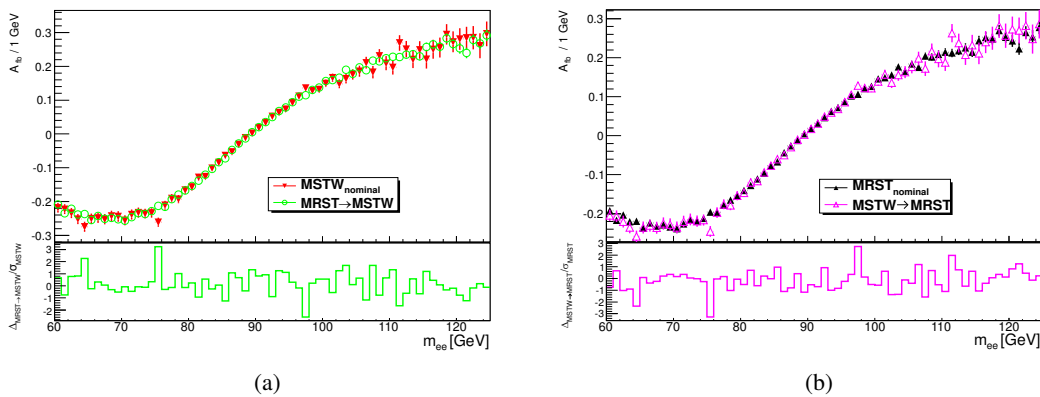 A_fb / 1 GeV
0.3
0.2
0.1
0
-0.1
-0.2
-0.3
MSTW_nominal
MRST→MSTW
Δ_MRST→MSTW/σ_MSTW
3
2
1
0
-1
-2
60 70 80 90 100 110 120
m_ee [GeV]
(a)
A_fb / 1 GeV
0.3
0.2
0.1
0
-0.1
-0.2
MRST_nominal
MSTW→MRST
Δ_MSTW→MRST/σ_MRST
3
2
1
0
-1
-2
-3
60 70 80 90 100 110 120
m_ee [GeV]
(b)